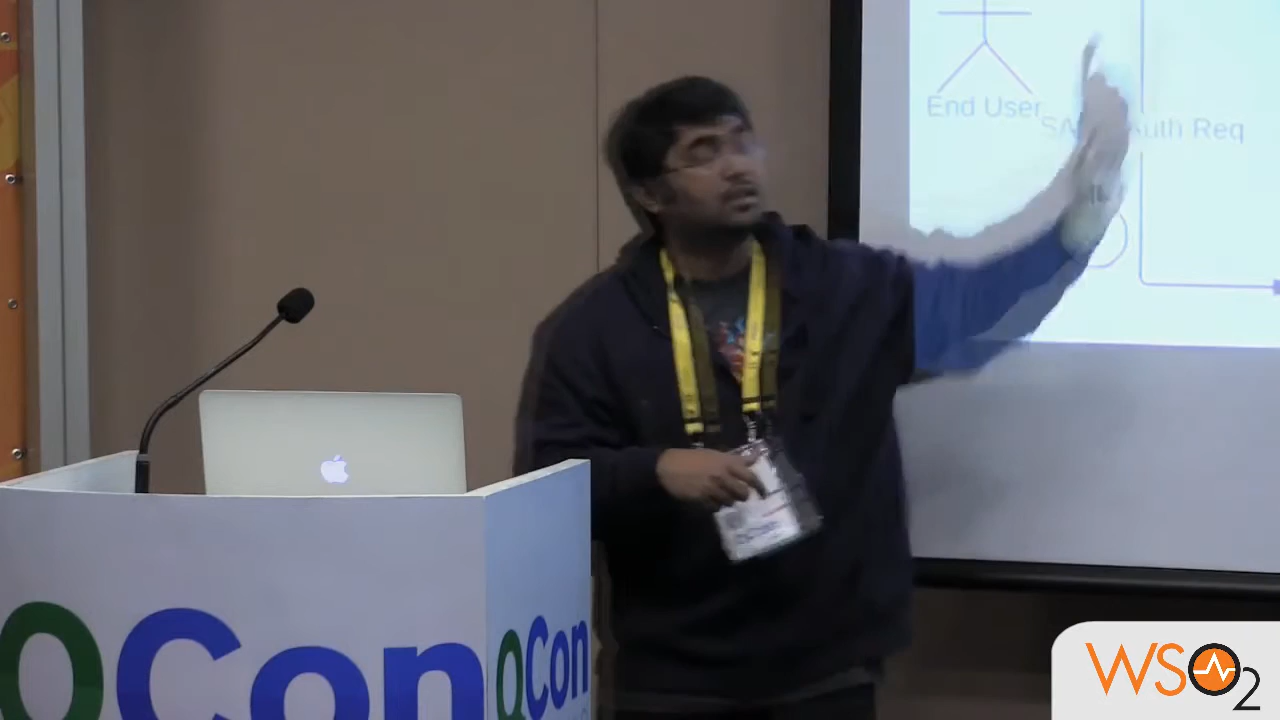 End User
Auth Req
QCon
QCon
WSO2